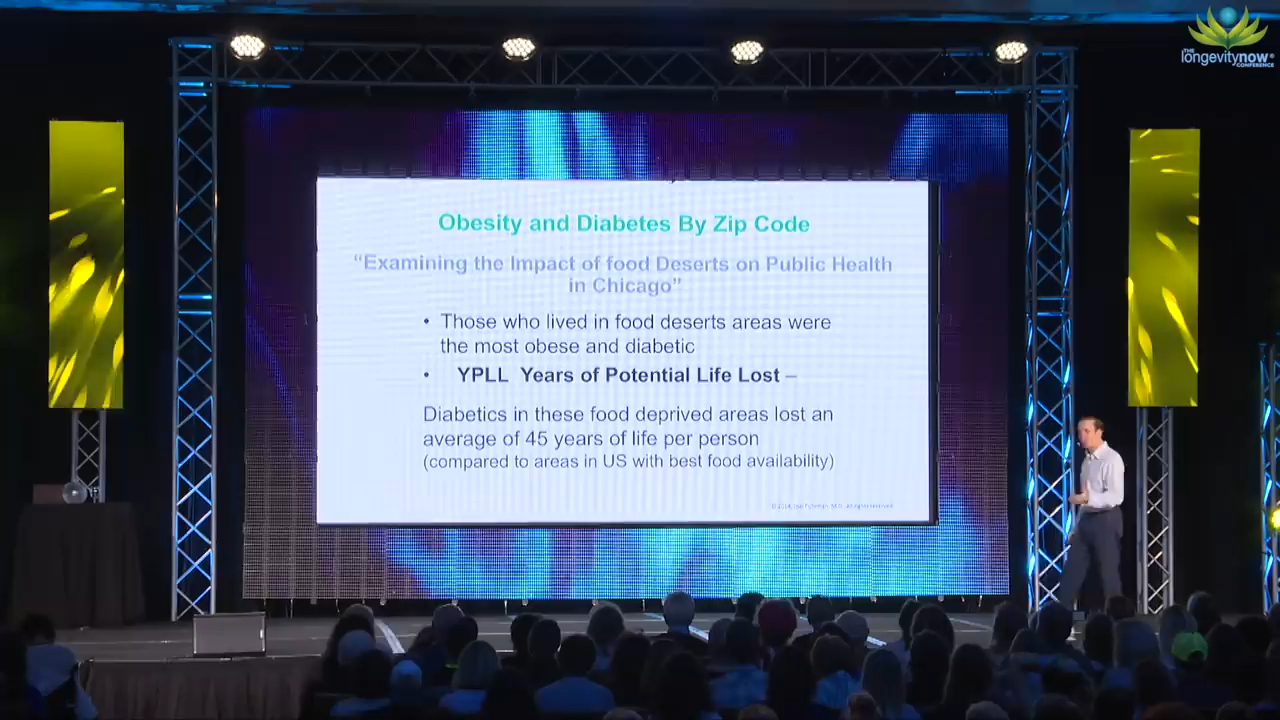 THE
longevitynow®
CONFERENCE
Obesity and Diabetes By Zip Code
“Examining the Impact of food Deserts on Public Health
in Chicago”
• Those who lived in food deserts areas were
the most obese and diabetic
• YPLL Years of Potential Life Lost –
Diabetics in these food deprived areas lost an
average of 45 years of life per person
(compared to areas in US with best food availability)